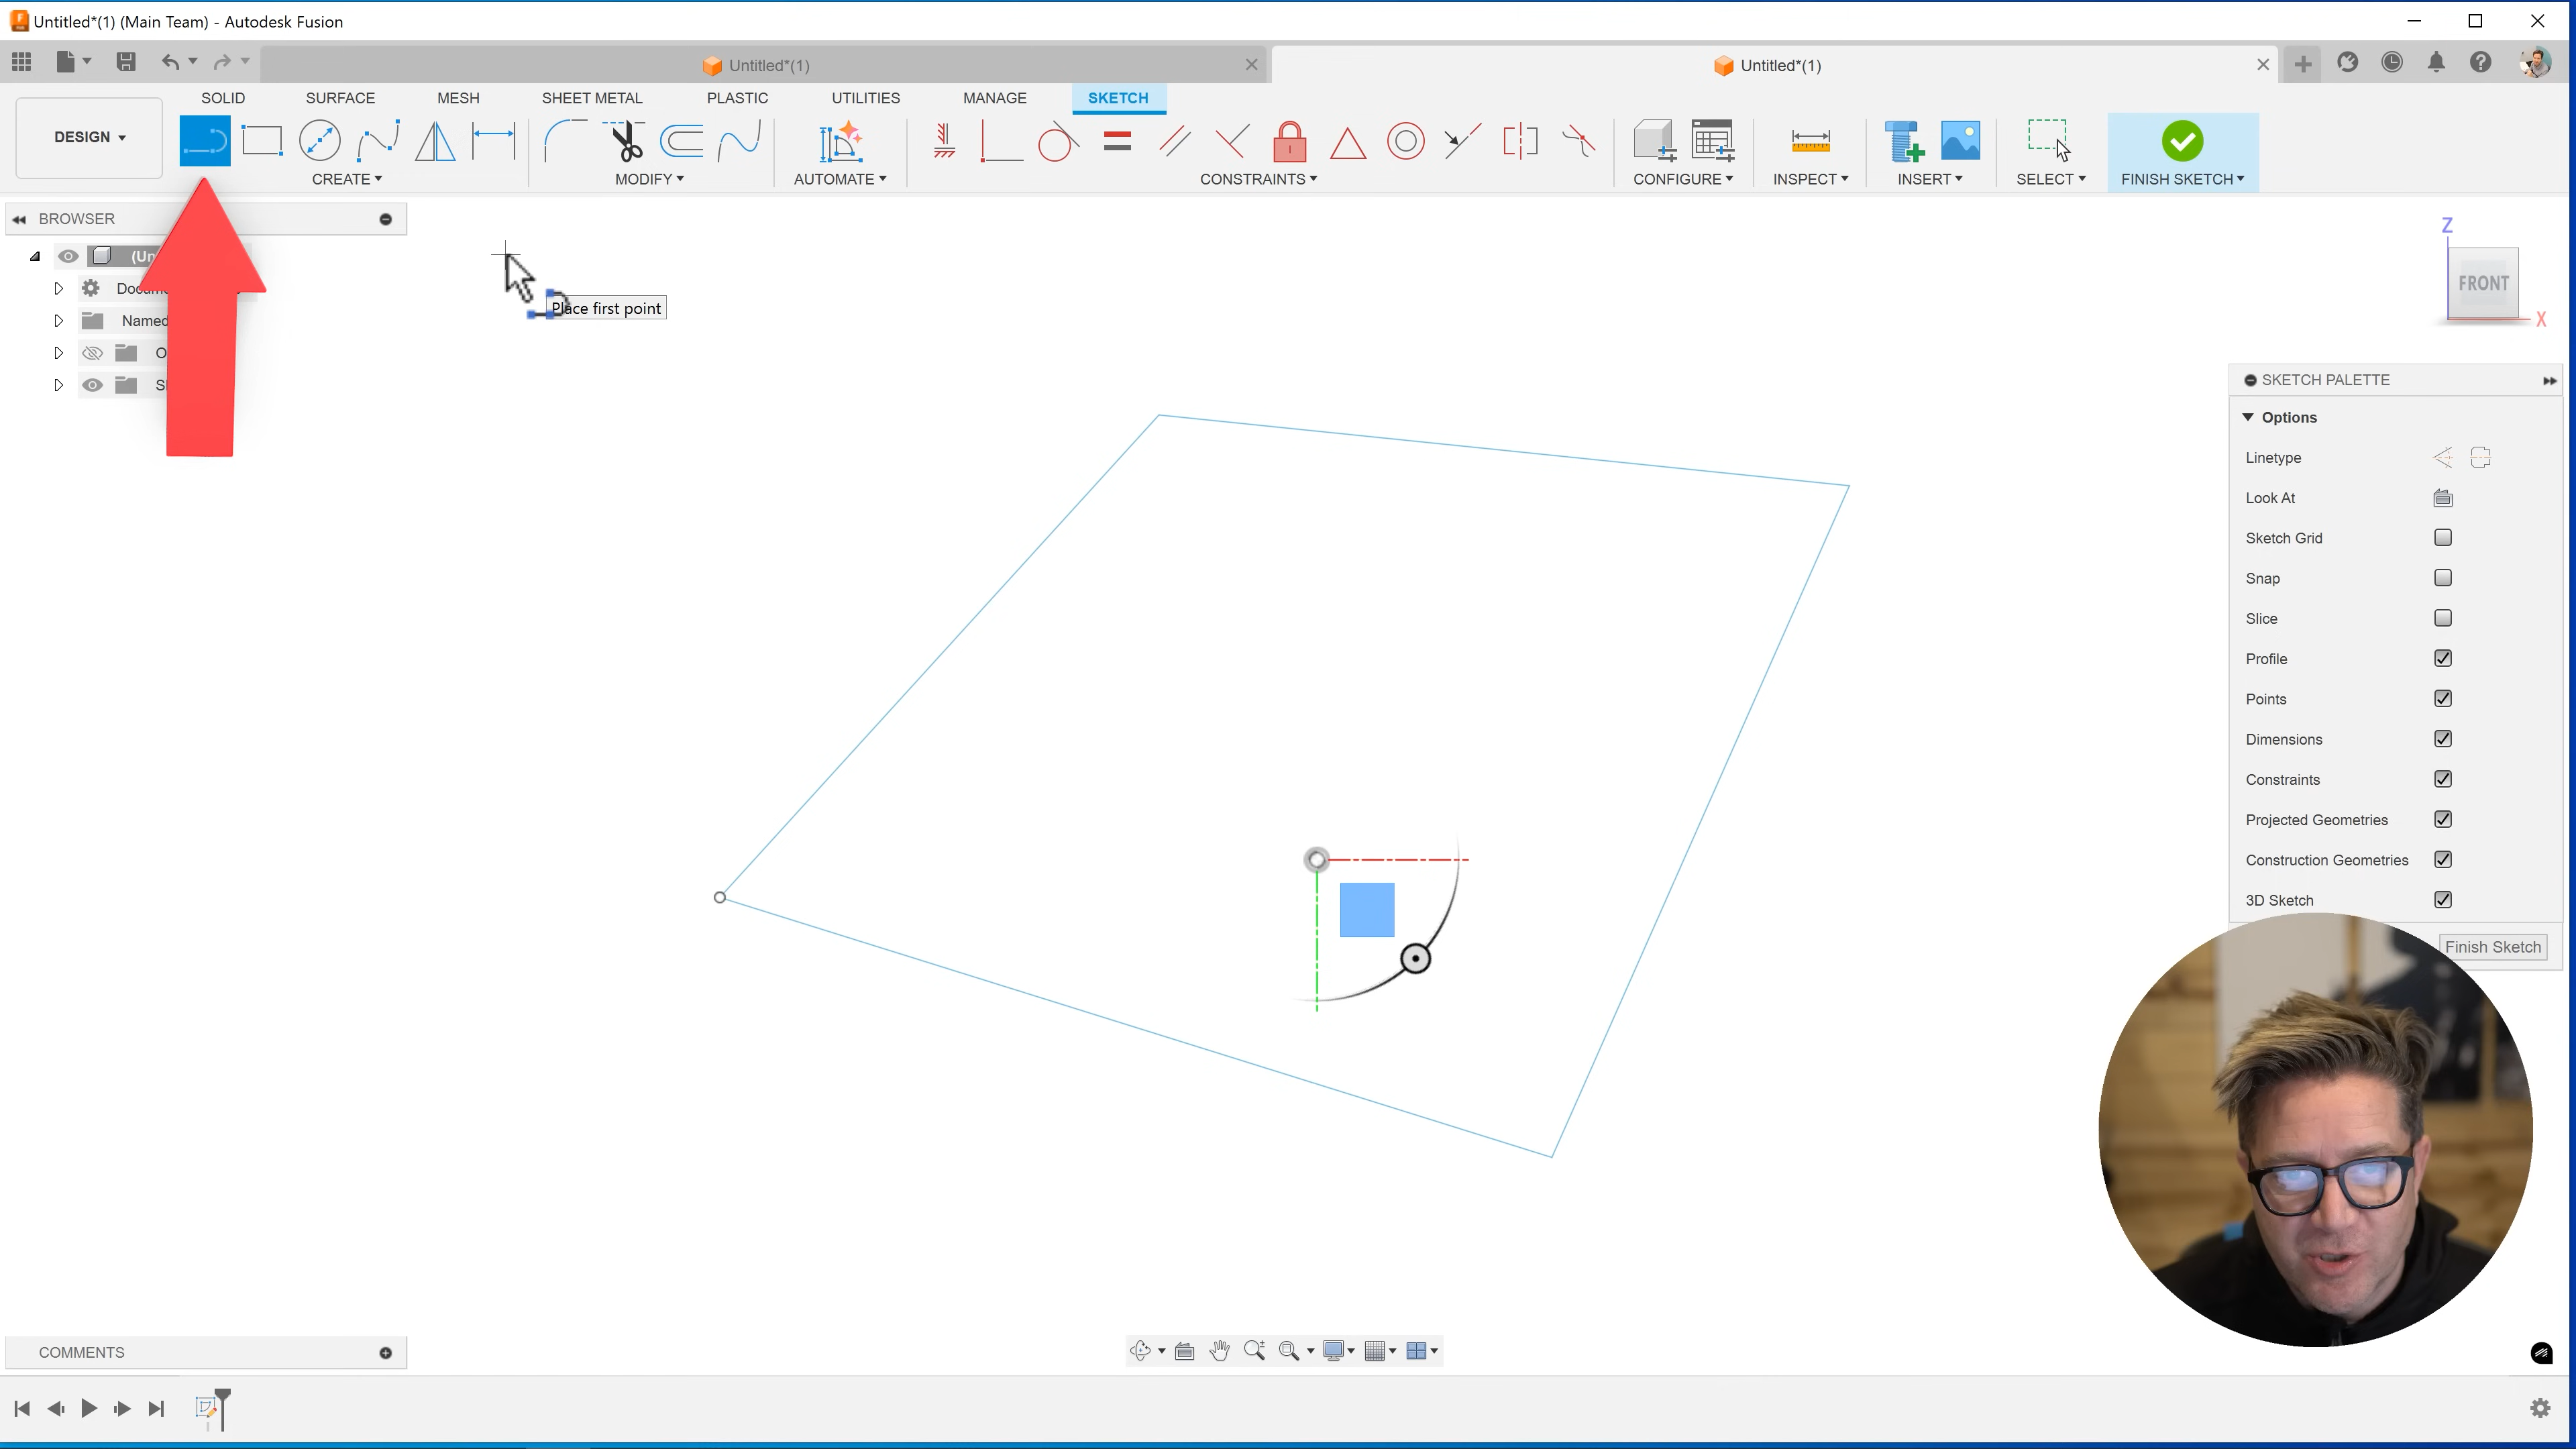 Untitled*(1) (Main Team) - Autodesk Fusion
Untitled*(1)
Untitled*(1)
SOLID SURFACE MESH SHEET METAL PLASTIC UTILITIES MANAGE SKETCH
DESIGN
CREATE MODIFY AUTOMATE CONSTRAINTS CONFIGURE INSPECT INSERT SELECT FINISH SKETCH
BROWSER
Named
Place first point
Z
FRONT
X
SKETCH PALETTE
Options
Linetype
Look At
Sketch Grid
Snap
Slice
Profile
Points
Dimensions
Constraints
Projected Geometries
Construction Geometries
3D Sketch
Finish Sketch
COMMENTS